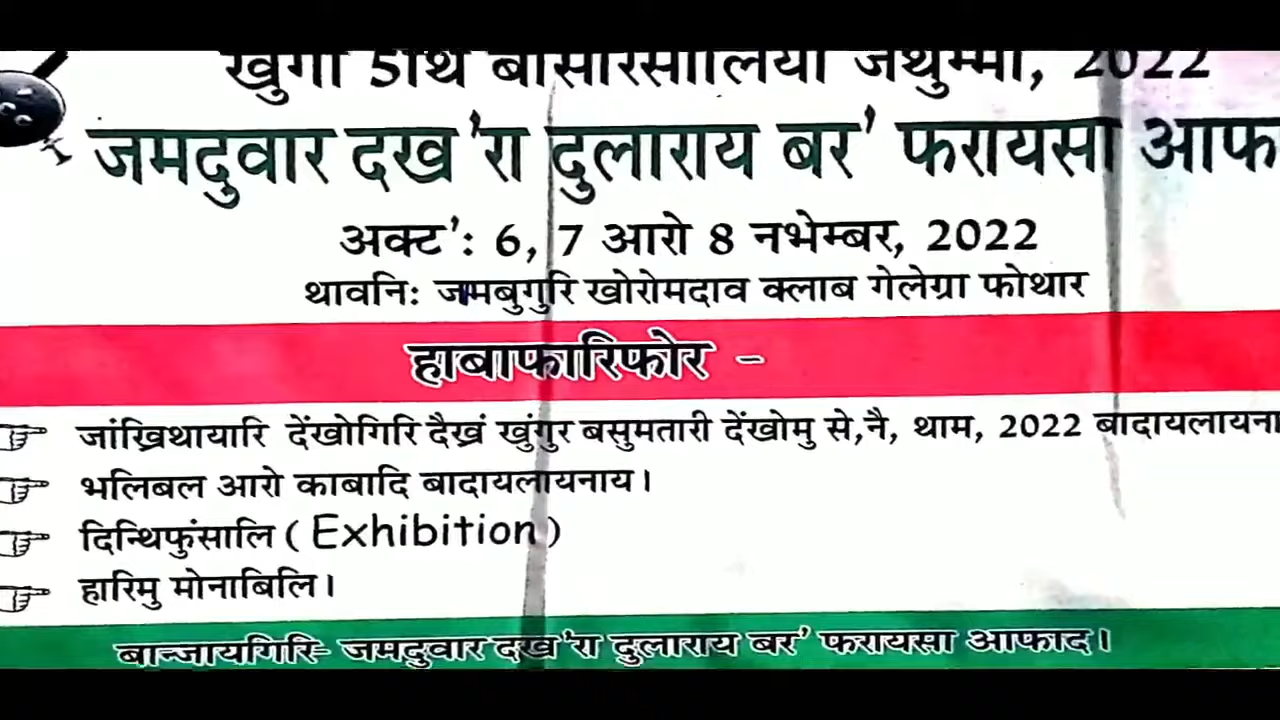 खुगा 5थि बोसोरसोलिया जथुम्मा, 2022
जमदुवार दख'रा दुलाराय बर' फरायसा आफ
अक्ट': 6, 7 आरो 8 नभेम्बर, 2022
थावनि: जमबुगुरि खोरोमदाव क्लाब गेलेग्रा फोथार
हाबाफारिफोर -
जांख्रिथायारि देंखोगिरि दैख्रं खुंगुर बसुमतारी देंखोमु से,नै, थाम, 2022 बादायलायना
भलिबल आरो काबादि बादायलायनाय।
दिन्थिफुंसालि ( Exhibition )
हारिमु मोनाबिलि।
बान्जायगिरि- जमदुवार दख'रा दुलाराय बर' फरायसा आफाद।